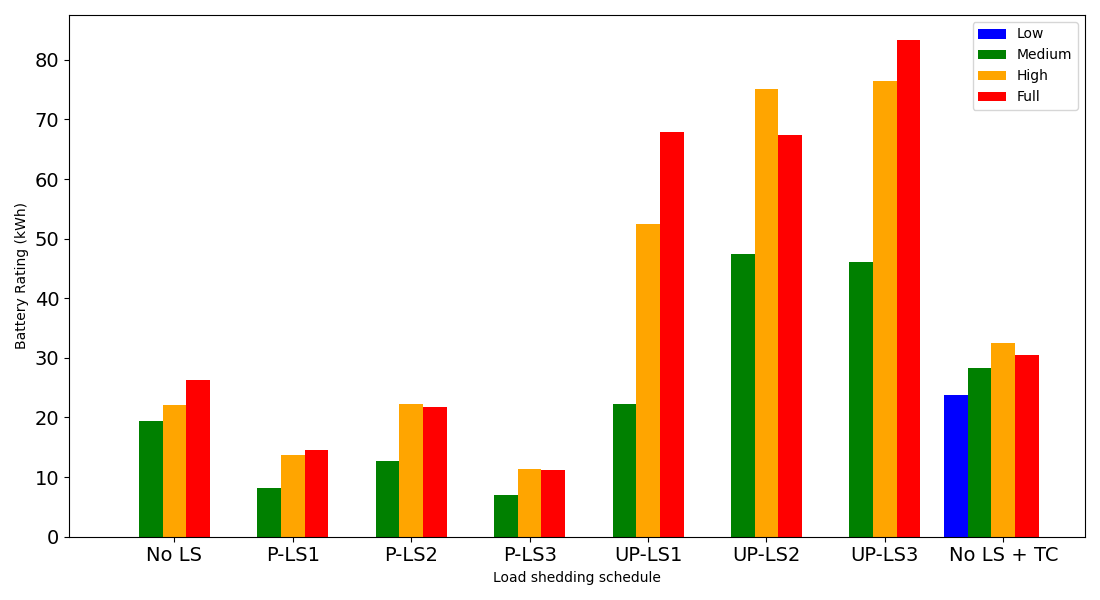 Low
Medium
High
Full
Battery Rating (kWh)
80
70
60
50
40
30
20
10
0
No LS P-LS1 P-LS2 P-LS3 UP-LS1 UP-LS2 UP-LS3 No LS + TC
Load shedding schedule